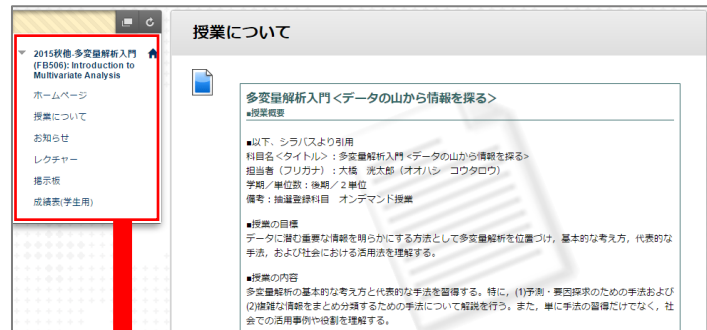 授業について
2015秋他-多変量解析入門
(FB506): Introduction to
Multivariate Analysis
ホームページ
授業について
お知らせ
レクチャー
掲示板
成績表(学生用)
多変量解析入門<データの山から情報を探る>
■授業概要
■以下、シラバスより引用
科目名<タイトル>：多変量解析入門<データの山から情報を探る>
担当者（フリガナ）：大橋　洸太郎（オオハシ　コウタロウ）
学期／単位数：後期／２単位
備考：抽選登録科目　オンデマンド授業
■授業の目標
データに潜む重要な情報を明らかにする方法として多変量解析を位置づけ，基本的な考え方，代表的な
手法，および社会における活用法を理解する。
■授業の内容
多変量解析の基本的な考え方と代表的な手法を習得する。特に，(1)予測・要因探求のための手法および
(2)複雑な情報をまとめ分類するための手法について解説を行う。また，単に手法の習得だけでなく，社
会での活用事例や役割を理解する。